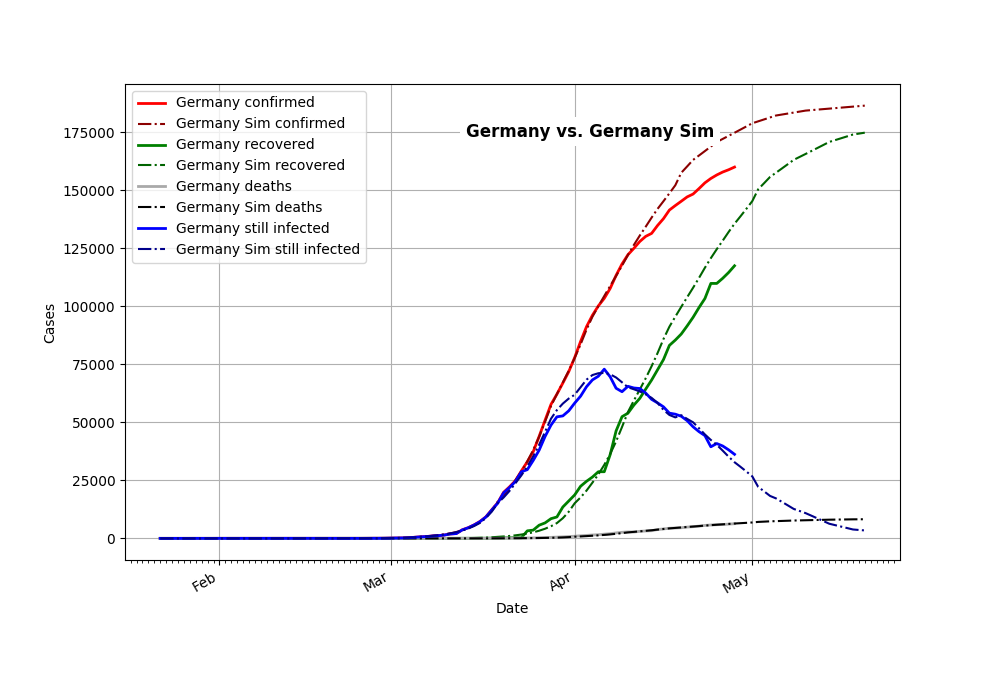 Germany vs. Germany Sim
Germany confirmed
Germany Sim confirmed
Germany recovered
Germany Sim recovered
Germany deaths
Germany Sim deaths
Germany still infected
Germany Sim still infected
Cases
175000
150000
125000
100000
75000
50000
25000
0
Feb
Mar
Apr
May
Date